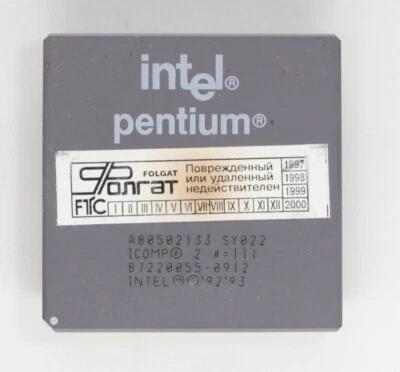 intel®
pentium®
Фолгат
FOLGAT
FTC
Поврежденный
или удаленный
недействителен
1997
1998
1999
I II III IV V VI VII VIII IX X XI XII 2000
A80502133 SY022
ICOMP® 2 #=111
87220055-0912
INTEL Ⓜ © '92'93